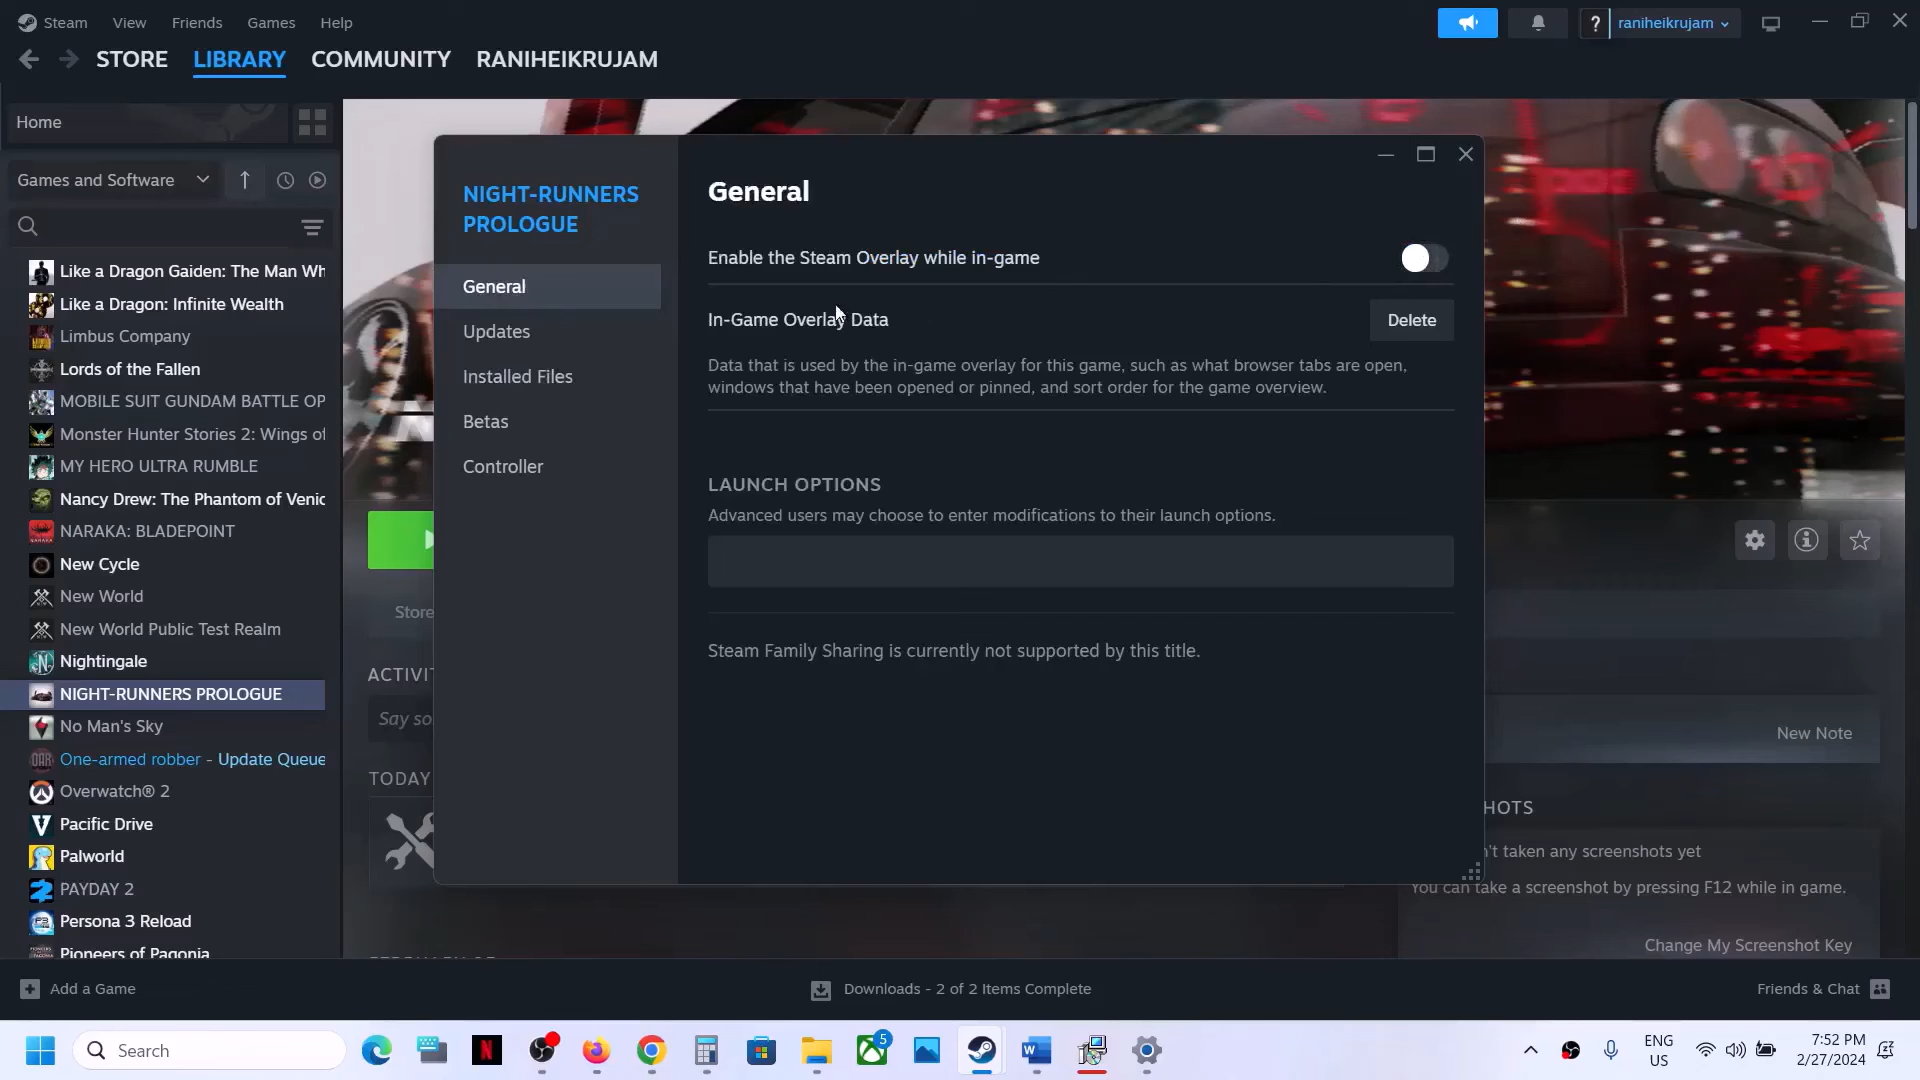 Steam
View
Friends
Games
Help
raniheikrujam
STORE
LIBRARY
COMMUNITY
RANIHEIKRUJAM
Home
Games and Software
Like a Dragon Gaiden: The Man Wh
Like a Dragon: Infinite Wealth
Limbus Company
Lords of the Fallen
MOBILE SUIT GUNDAM BATTLE OP
Monster Hunter Stories 2: Wings of
MY HERO ULTRA RUMBLE
Nancy Drew: The Phantom of Venic
NARAKA: BLADEPOINT
New Cycle
New World
New World Public Test Realm
Nightingale
NIGHT-RUNNERS PROLOGUE
No Man's Sky
One-armed robber - Update Queue
Overwatch® 2
Pacific Drive
Palworld
PAYDAY 2
Persona 3 Reload
Pioneers of Pagonia
NIGHT-RUNNERS
PROLOGUE
General
Updates
Installed Files
Betas
Controller
General
Enable the Steam Overlay while in-game
In-Game Overlay Data
Delete
Data that is used by the in-game overlay for this game, such as what browser tabs are open,
windows that have been opened or pinned, and sort order for the game overview.
LAUNCH OPTIONS
Advanced users may choose to enter modifications to their launch options.
Steam Family Sharing is currently not supported by this title.
Store
ACTIVIT
Say so
TODAY
New Note
HOTS
n't taken any screenshots yet
You can take a screenshot by pressing F12 while in game.
Change My Screenshot Key
Add a Game
Downloads - 2 of 2 Items Complete
Friends & Chat
Search
5
ENG
US
7:52 PM
2/27/2024